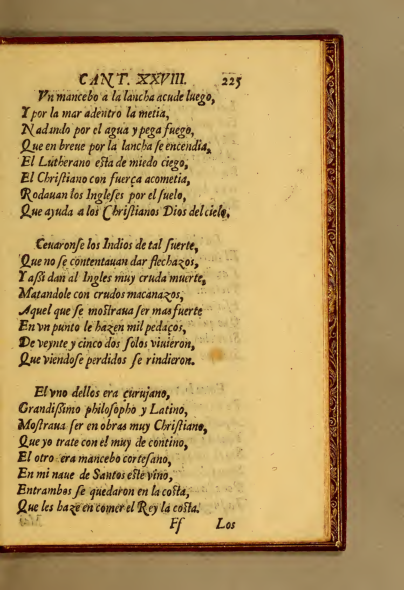 CANT. XXVIII. 225
Vn mancebo a la lancha acude luego,
Y por la mar adentro la metia,
Nadando por el agua y pega fuego,
Que en breue por la lancha ſe encendia,
El Lutherano eſta de miedo ciego,
El Chriſtiano con fuerça acometia,
Rodauan los Ingleſes por el ſuelo,
Que ayuda a los Chriſtianos Dios del cielo.
Ceuaronſe los Indios de tal ſuerte,
Que no ſe contentauan dar flechazos,
Y aßi dan al Ingles muy cruda muerte,
Matandole con crudos macanazos,
Aquel que ſe moſtraua ſer mas fuerte
En vn punto le hazen mil pedaços,
De veynte y cinco dos ſolos viuieron,
Que viendoſe perdidos ſe rindieron.
El vno dellos era çurujano,
Grandißimo philoſopho y Latino,
Moſtraua ſer en obras muy Chriſtiano,
Que yo trate con el muy de contino,
El otro era mancebo corteſano,
En mi naue de Santos eſte vino,
Entrambos ſe quedaron en la coſta,
Que les haze en comer el Rey la coſta.
Ff Los